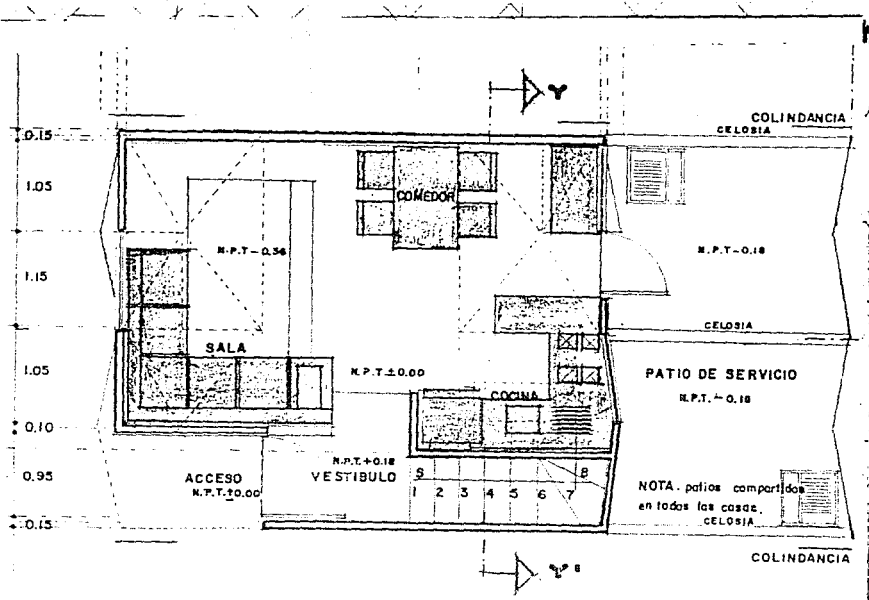 Y
COLINDANCIA
CELOSIA
0.15
1.05
COMEDOR
N.P.T-0.36
N.P.T-0.18
1.15
CELOSIA
SALA
1.05
N.P.T.±0.00
PATIO DE SERVICIO
N.P.T.-0.18
COCINA
0.10
N.P.T.+0.18
ACCESO
VESTIBULO
S
B
0.95
N.P.T.±0.00
1 2 3 4 5 6 7
NOTA. patios compartidos
en todas las casas.
CELOSIA
0.15
COLINDANCIA
Y'